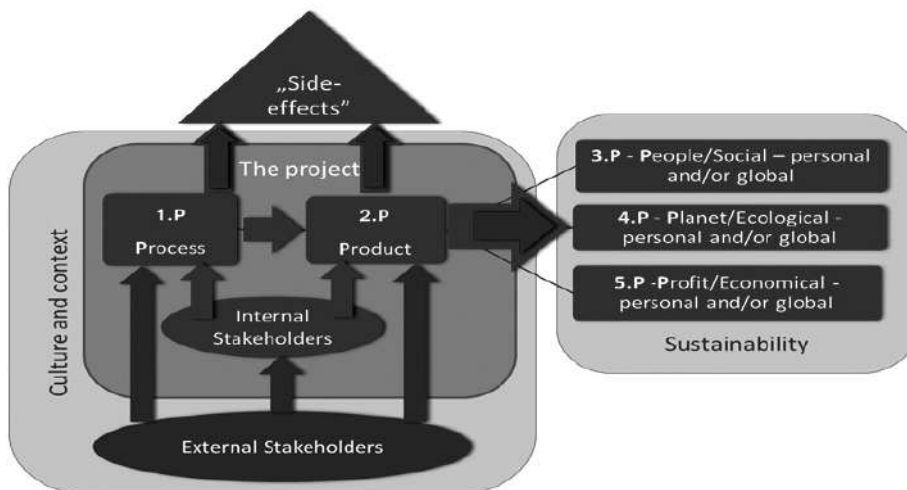 „Side-
effects”
The project
1.P
Process
2.P
Product
Internal
Stakeholders
External Stakeholders
Culture and context
3.P - People/Social – personal
and/or global
4.P - Planet/Ecological -
personal and/or global
5.P -Profit/Economical -
personal and/or global
Sustainability